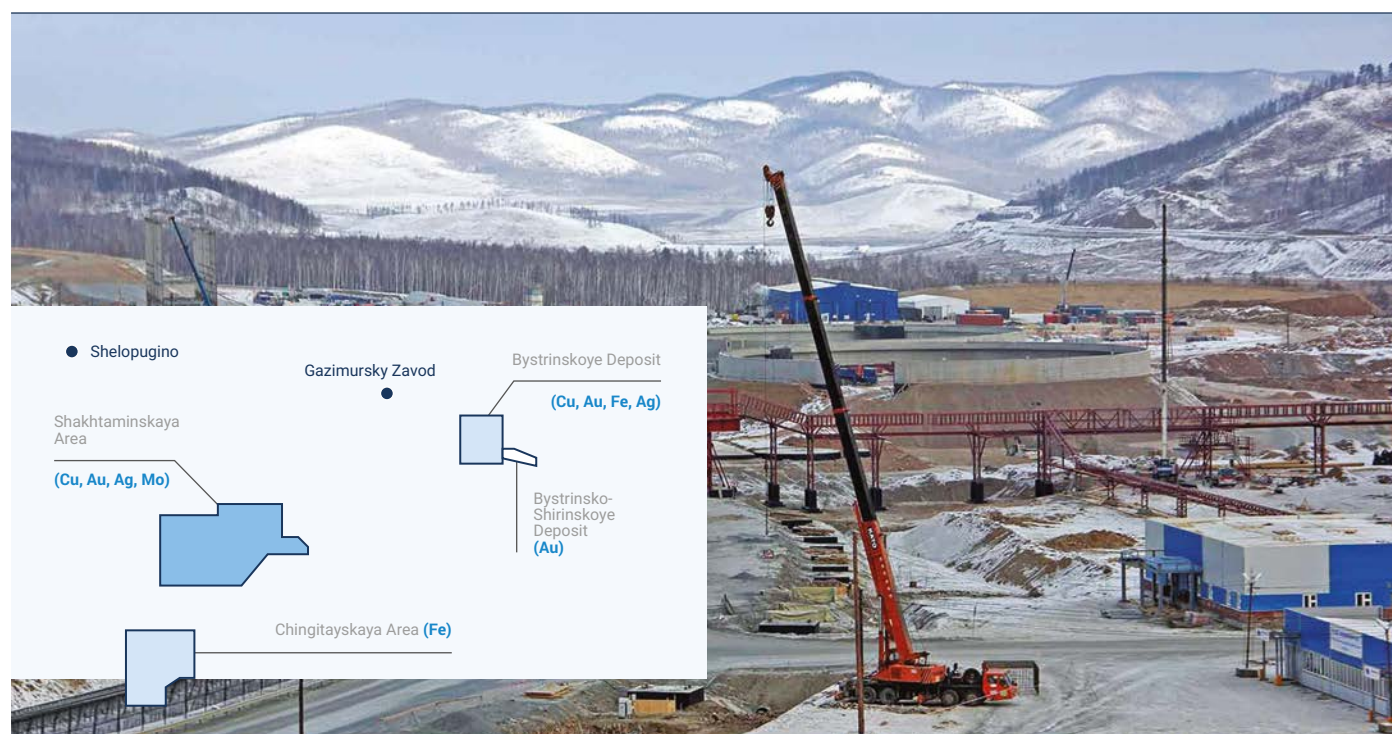 Shelopugino
Gazimursky Zavod
Bystrinskoye Deposit
(Cu, Au, Fe, Ag)
Shakhtaminskaya
Area
(Cu, Au, Ag, Mo)
Bystrinsko-
Shirinskoye
Deposit
(Au)
Chingitayskaya Area (Fe)
KATO